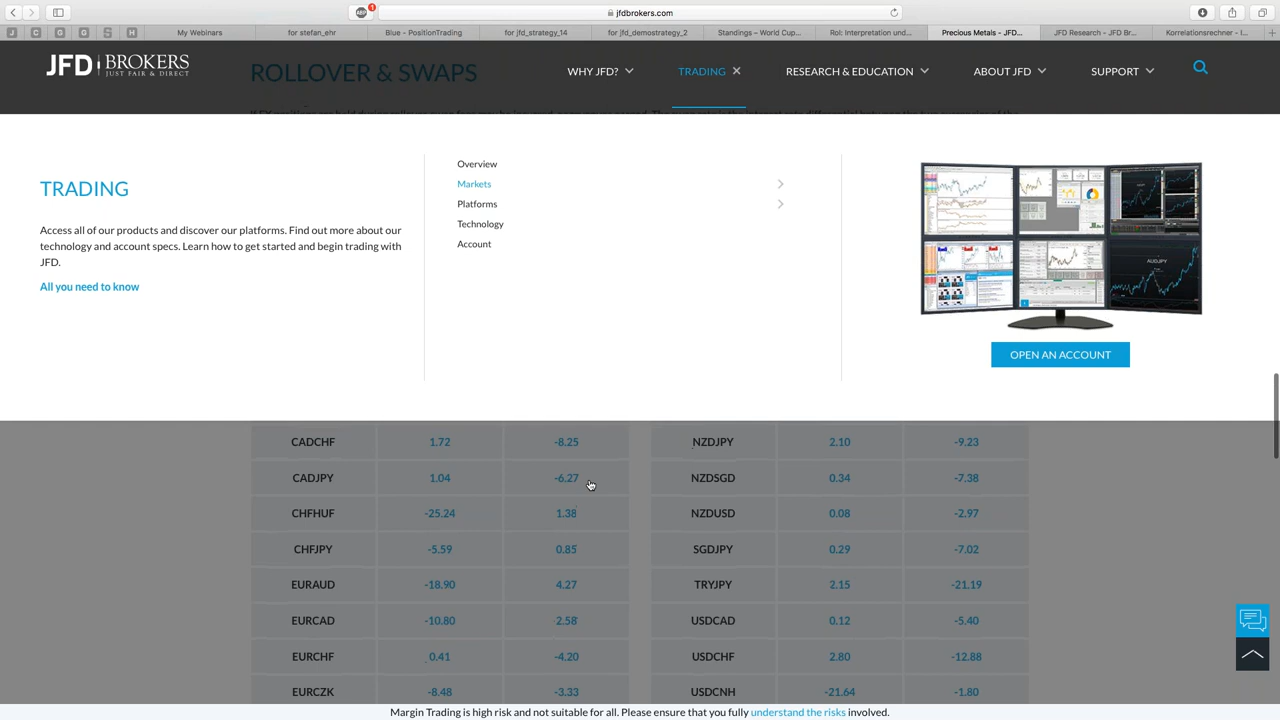 1
jfdbrokers.com
J C G G S H My Webinars for stefan_ehr Blue - PositionTrading for jfd_strategy_14 for jfd_demostrategy_2 Standings – World Cup... RoI: Interpretation und... Precious Metals - JFD... JFD Research - JFD Br... Korrelationsrechner - I...
JFD BROKERS
JUST FAIR & DIRECT
WHY JFD? TRADING RESEARCH & EDUCATION ABOUT JFD SUPPORT
ROLLOVER & SWAPS
TRADING
Access all of our products and discover our platforms. Find out more about our
technology and account specs. Learn how to get started and begin trading with
JFD.
All you need to know
Overview
Markets
Platforms
Technology
Account
AUDJPY
OPEN AN ACCOUNT
CADCHF 1.72 -8.25 NZDJPY 2.10 -9.23
CADJPY 1.04 -6.27 NZDSGD 0.34 -7.38
CHFHUF -25.24 1.38 NZDUSD 0.08 -2.97
CHFJPY -5.59 0.85 SGDJPY 0.29 -7.02
EURAUD -18.90 4.27 TRYJPY 2.15 -21.19
EURCAD -10.80 2.58 USDCAD 0.12 -5.40
EURCHF 0.41 -4.20 USDCHF 2.80 -12.88
EURCZK -8.48 -3.33 USDCNH -21.64 -1.80
Margin Trading is high risk and not suitable for all. Please ensure that you fully understand the risks involved.